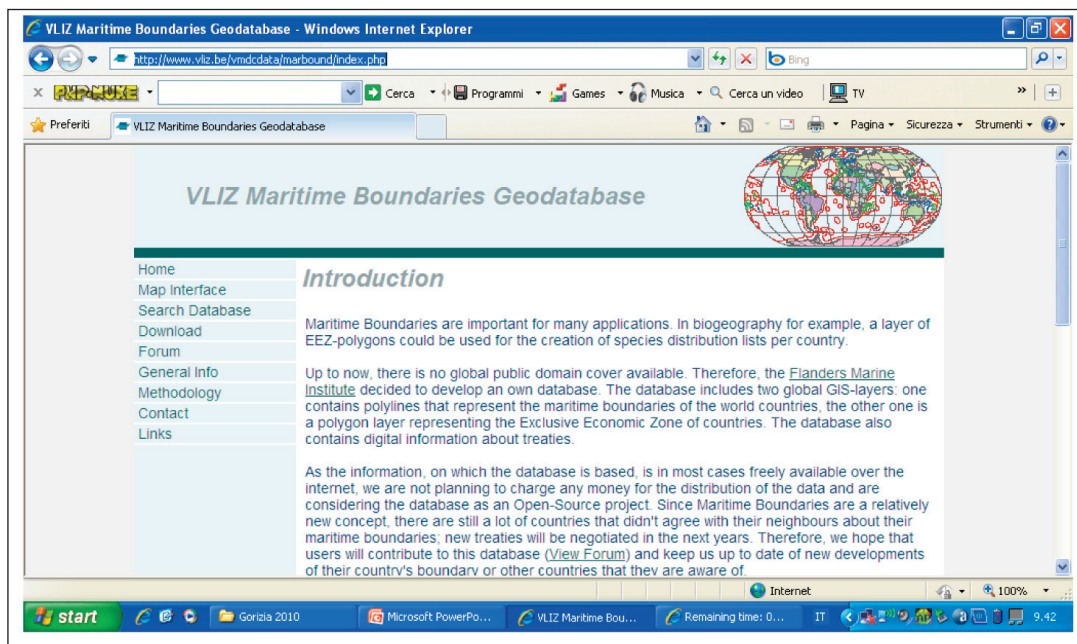 VLIZ Maritime Boundaries Geodatabase - Windows Internet Explorer
http://www.vliz.be/vmdcdata/marbound/index.php
Bing
PHP-NUKE
Cerca
Programmi
Games
Musica
Cerca un video
TV
»
Preferiti
VLIZ Maritime Boundaries Geodatabase
Pagina
Sicurezza
Strumenti
VLIZ Maritime Boundaries Geodatabase
Home
Map Interface
Search Database
Download
Forum
General Info
Methodology
Contact
Links
Introduction
Maritime Boundaries are important for many applications. In biogeography for example, a layer of
EEZ-polygons could be used for the creation of species distribution lists per country.
Up to now, there is no global public domain cover available. Therefore, the Flanders Marine
Institute decided to develop an own database. The database includes two global GIS-layers: one
contains polylines that represent the maritime boundaries of the world countries, the other one is
a polygon layer representing the Exclusive Economic Zone of countries. The database also
contains digital information about treaties.
As the information, on which the database is based, is in most cases freely available over the
internet, we are not planning to charge any money for the distribution of the data and are
considering the database as an Open-Source project. Since Maritime Boundaries are a relatively
new concept, there are still a lot of countries that didn't agree with their neighbours about their
maritime boundaries; new treaties will be negotiated in the next years. Therefore, we hope that
users will contribute to this database (View Forum) and keep us up to date of new developments
of their country's boundary or other countries that they are aware of.
Internet
100%
start
Gorizia 2010
Microsoft PowerPo...
VLIZ Maritime Bou...
Remaining time: 0...
IT
9.42